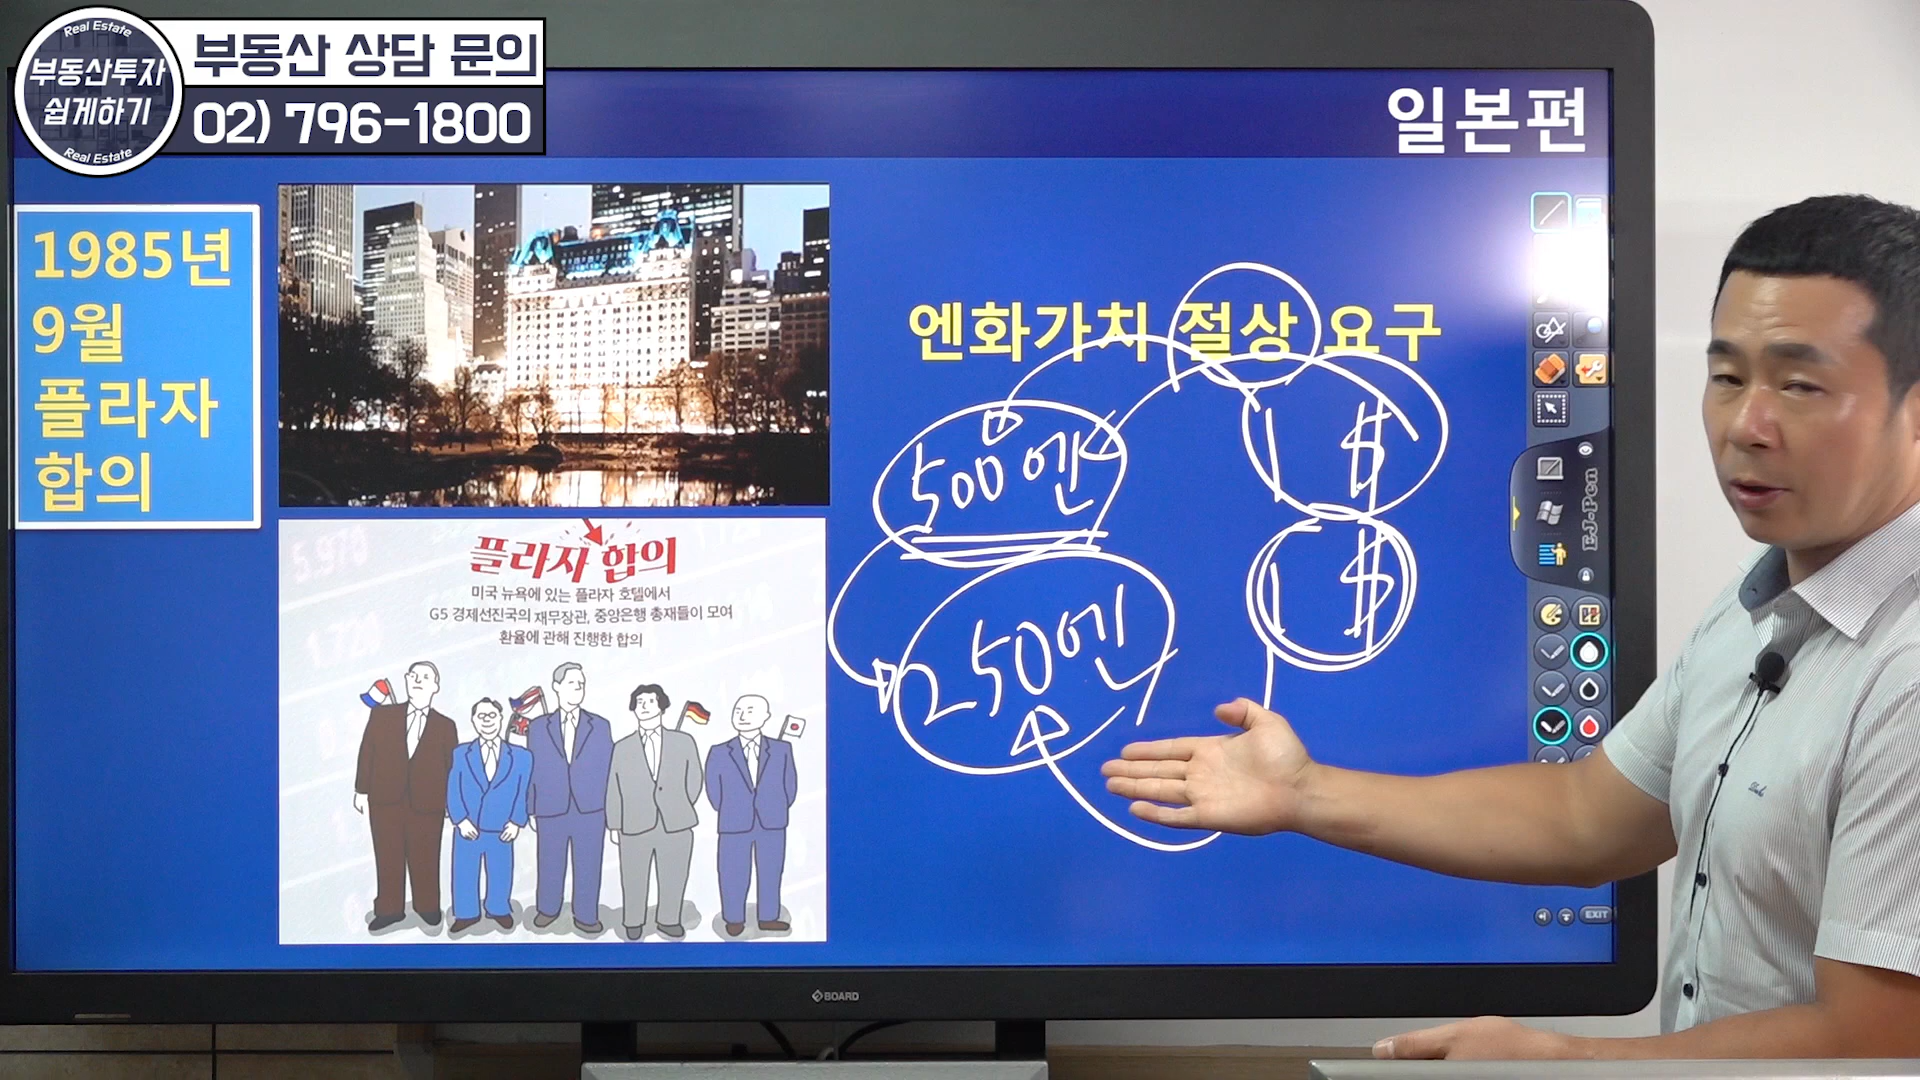 Real Estate
부동산투자
쉽게하기
Real Estate
부동산 상담 문의
02) 796-1800
일본편
1985년
9월
플라자
합의
엔화가치 절상 요구
500엔
1 $
250엔
1 $
플라자 합의
미국 뉴욕에 있는 플라자 호텔에서
G5 경제선진국의 재무장관, 중앙은행 총재들이 모여
환율에 관해 진행한 합의
5.978
E.J-Pen
EXIT
BOARD